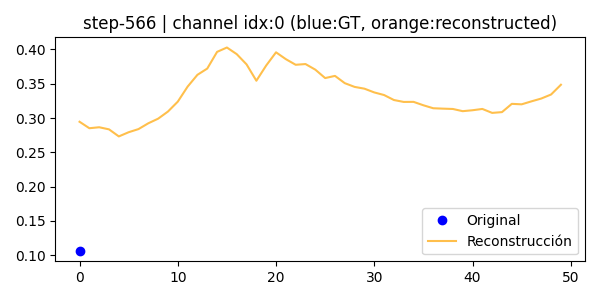 step-566 | channel idx:0 (blue:GT, orange:reconstructed)
0.40
0.35
0.30
0.25
0.20
0.15
0.10
Original
Reconstrucción
0 10 20 30 40 50